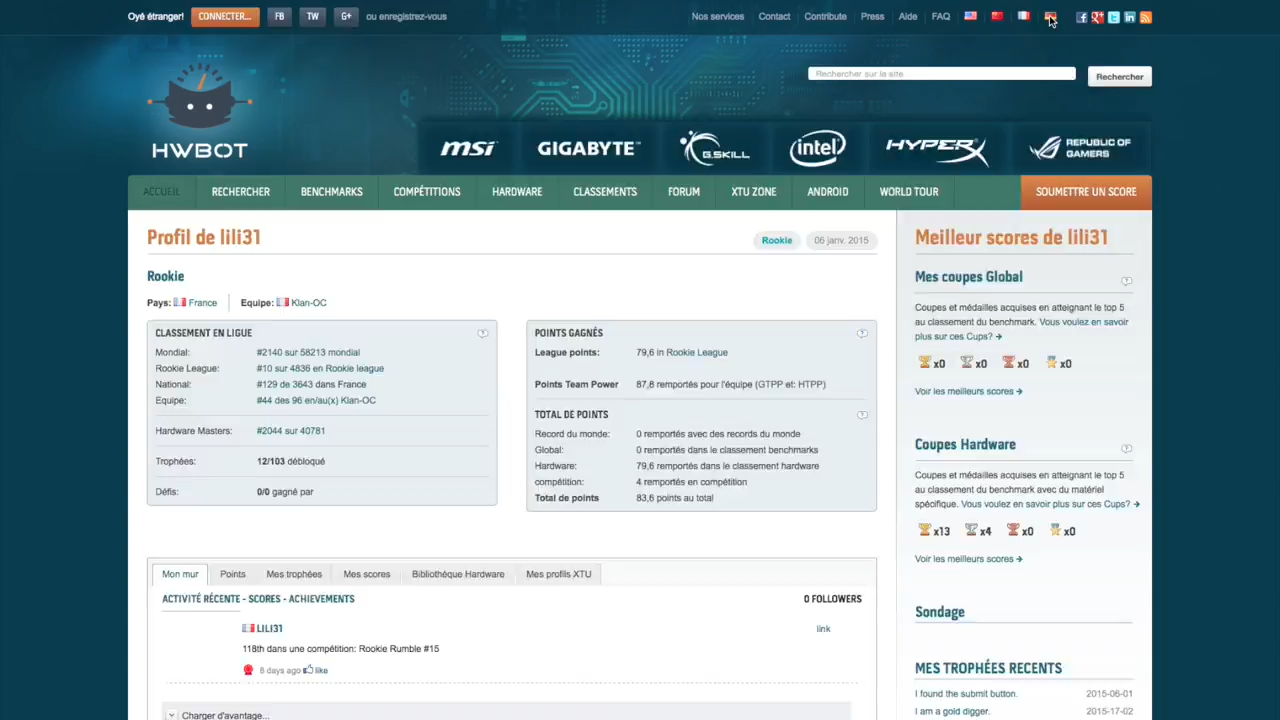 Oyé étranger! CONNECTER... FB TW G+ ou enregistrez-vous Nos services Contact Contribute Press Aide FAQ
Rechercher sur la site Rechercher
HWBOT
msi GIGABYTE™ G.SKILL intel HYPERX REPUBLIC OF GAMERS
ACCUEIL RECHERCHER BENCHMARKS COMPÉTITIONS HARDWARE CLASSEMENTS FORUM XTU ZONE ANDROID WORLD TOUR SOUMETTRE UN SCORE
Profil de lili31 Rookie 06 janv. 2015
Rookie
Pays: France Equipe: Klan-OC
CLASSEMENT EN LIGUE
Mondial: #2140 sur 58213 mondial
Rookie League: #10 sur 4836 en Rookie league
National: #129 de 3643 dans France
Equipe: #44 des 96 en/au(x) Klan-OC
Hardware Masters: #2044 sur 40781
Trophées: 12/103 débloqué
Défis: 0/0 gagné par
POINTS GAGNÉS
League points: 79,6 in Rookie League
Points Team Power 87,8 remportés pour l'équipe (GTPP et: HTPP)
TOTAL DE POINTS
Record du monde: 0 remportés avec des records du monde
Global: 0 remportés dans le classement benchmarks
Hardware: 79,6 remportés dans le classement hardware
compétition: 4 remportés en compétition
Total de points 83,6 points au total
Mon mur Points Mes trophées Mes scores Bibliothéque Hardware Mes profils XTU
ACTIVITÉ RÉCENTE - SCORES - ACHIEVEMENTS 0 FOLLOWERS
LILI31 link
118th dans une compétition: Rookie Rumble #15
8 days ago like
Charger d'avantage...
Meilleur scores de lili31
Mes coupes Global
Coupes et médailles acquises en atteignant le top 5
au classement du benchmark. Vous voulez en savoir
plus sur ces Cups?
x0 x0 x0 x0
Voir les meilleurs scores
Coupes Hardware
Coupes et médailles acquises en atteignant le top 5
au classement du benchmark avec du matériel
spécifique. Vous voulez en savoir plus sur ces Cups?
x13 x4 x0 x0
Voir les meilleurs scores
Sondage
MES TROPHÉES RECENTS
I found the submit button. 2015-06-01
I am a gold digger. 2015-17-02